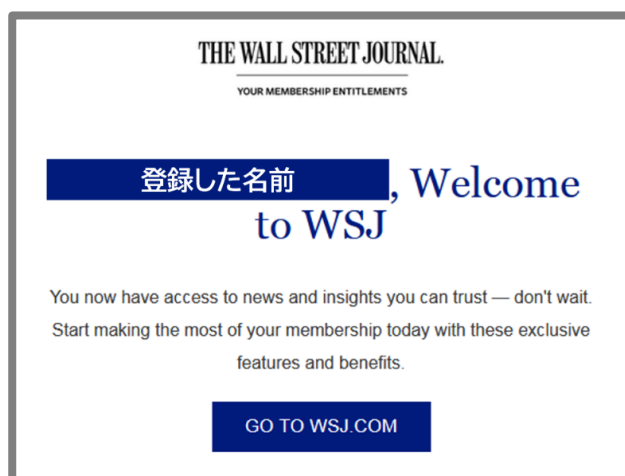 THE WALL STREET JOURNAL.
YOUR MEMBERSHIP ENTITLEMENTS
登録した名前, Welcome
to WSJ
You now have access to news and insights you can trust — don't wait.
Start making the most of your membership today with these exclusive
features and benefits.
GO TO WSJ.COM